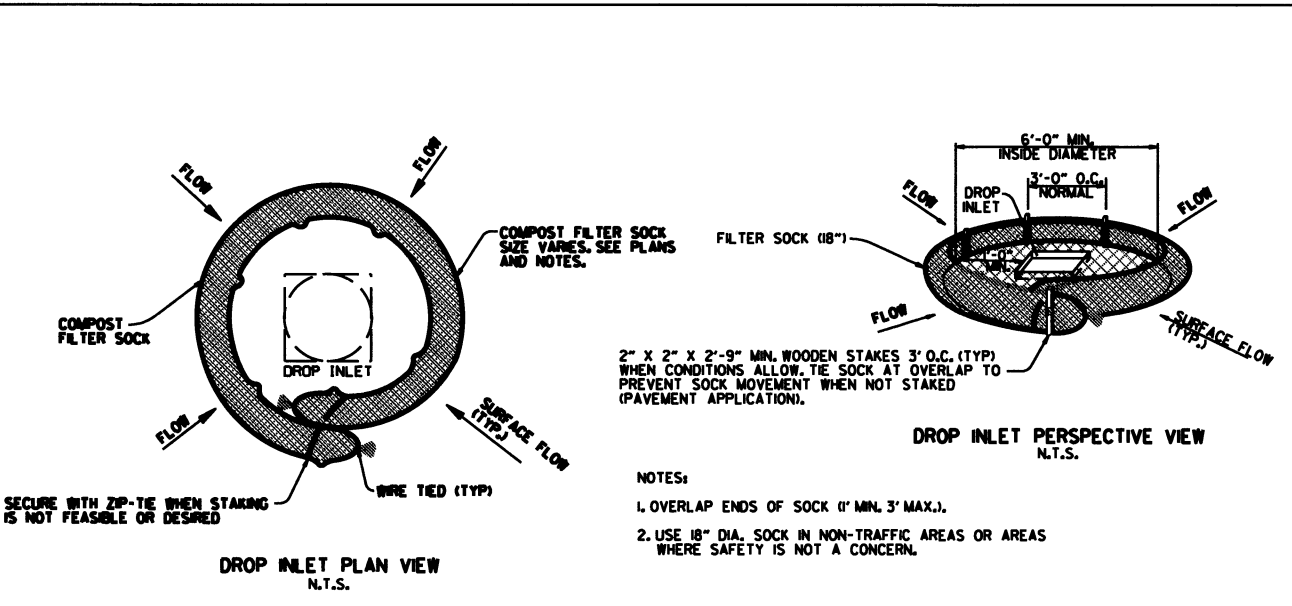 FLOW
FLOW
COMPOST FILTER SOCK
SIZE VARIES. SEE PLANS
AND NOTES.
COMPOST
FILTER SOCK
DROP INLET
FLOW
SURFACE FLOW
(TYP.)
WIRE TIED (TYP)
SECURE WITH ZIP-TIE WHEN STAKING
IS NOT FEASIBLE OR DESIRED
DROP INLET PLAN VIEW
N.T.S.
6'-0" MIN.
INSIDE DIAMETER
3'-0" O.C.
NORMAL
DROP
INLET
FLOW
FLOW
FILTER SOCK (18")
MIN.
FLOW
SURFACE FLOW
(TYP.)
2" X 2" X 2'-9" MIN. WOODEN STAKES 3' O.C. (TYP)
WHEN CONDITIONS ALLOW. TIE SOCK AT OVERLAP TO
PREVENT SOCK MOVEMENT WHEN NOT STAKED
(PAVEMENT APPLICATION).
DROP INLET PERSPECTIVE VIEW
N.T.S.
NOTES:
1. OVERLAP ENDS OF SOCK (1' MIN. 3' MAX.).
2. USE 18" DIA. SOCK IN NON-TRAFFIC AREAS OR AREAS
WHERE SAFETY IS NOT A CONCERN.